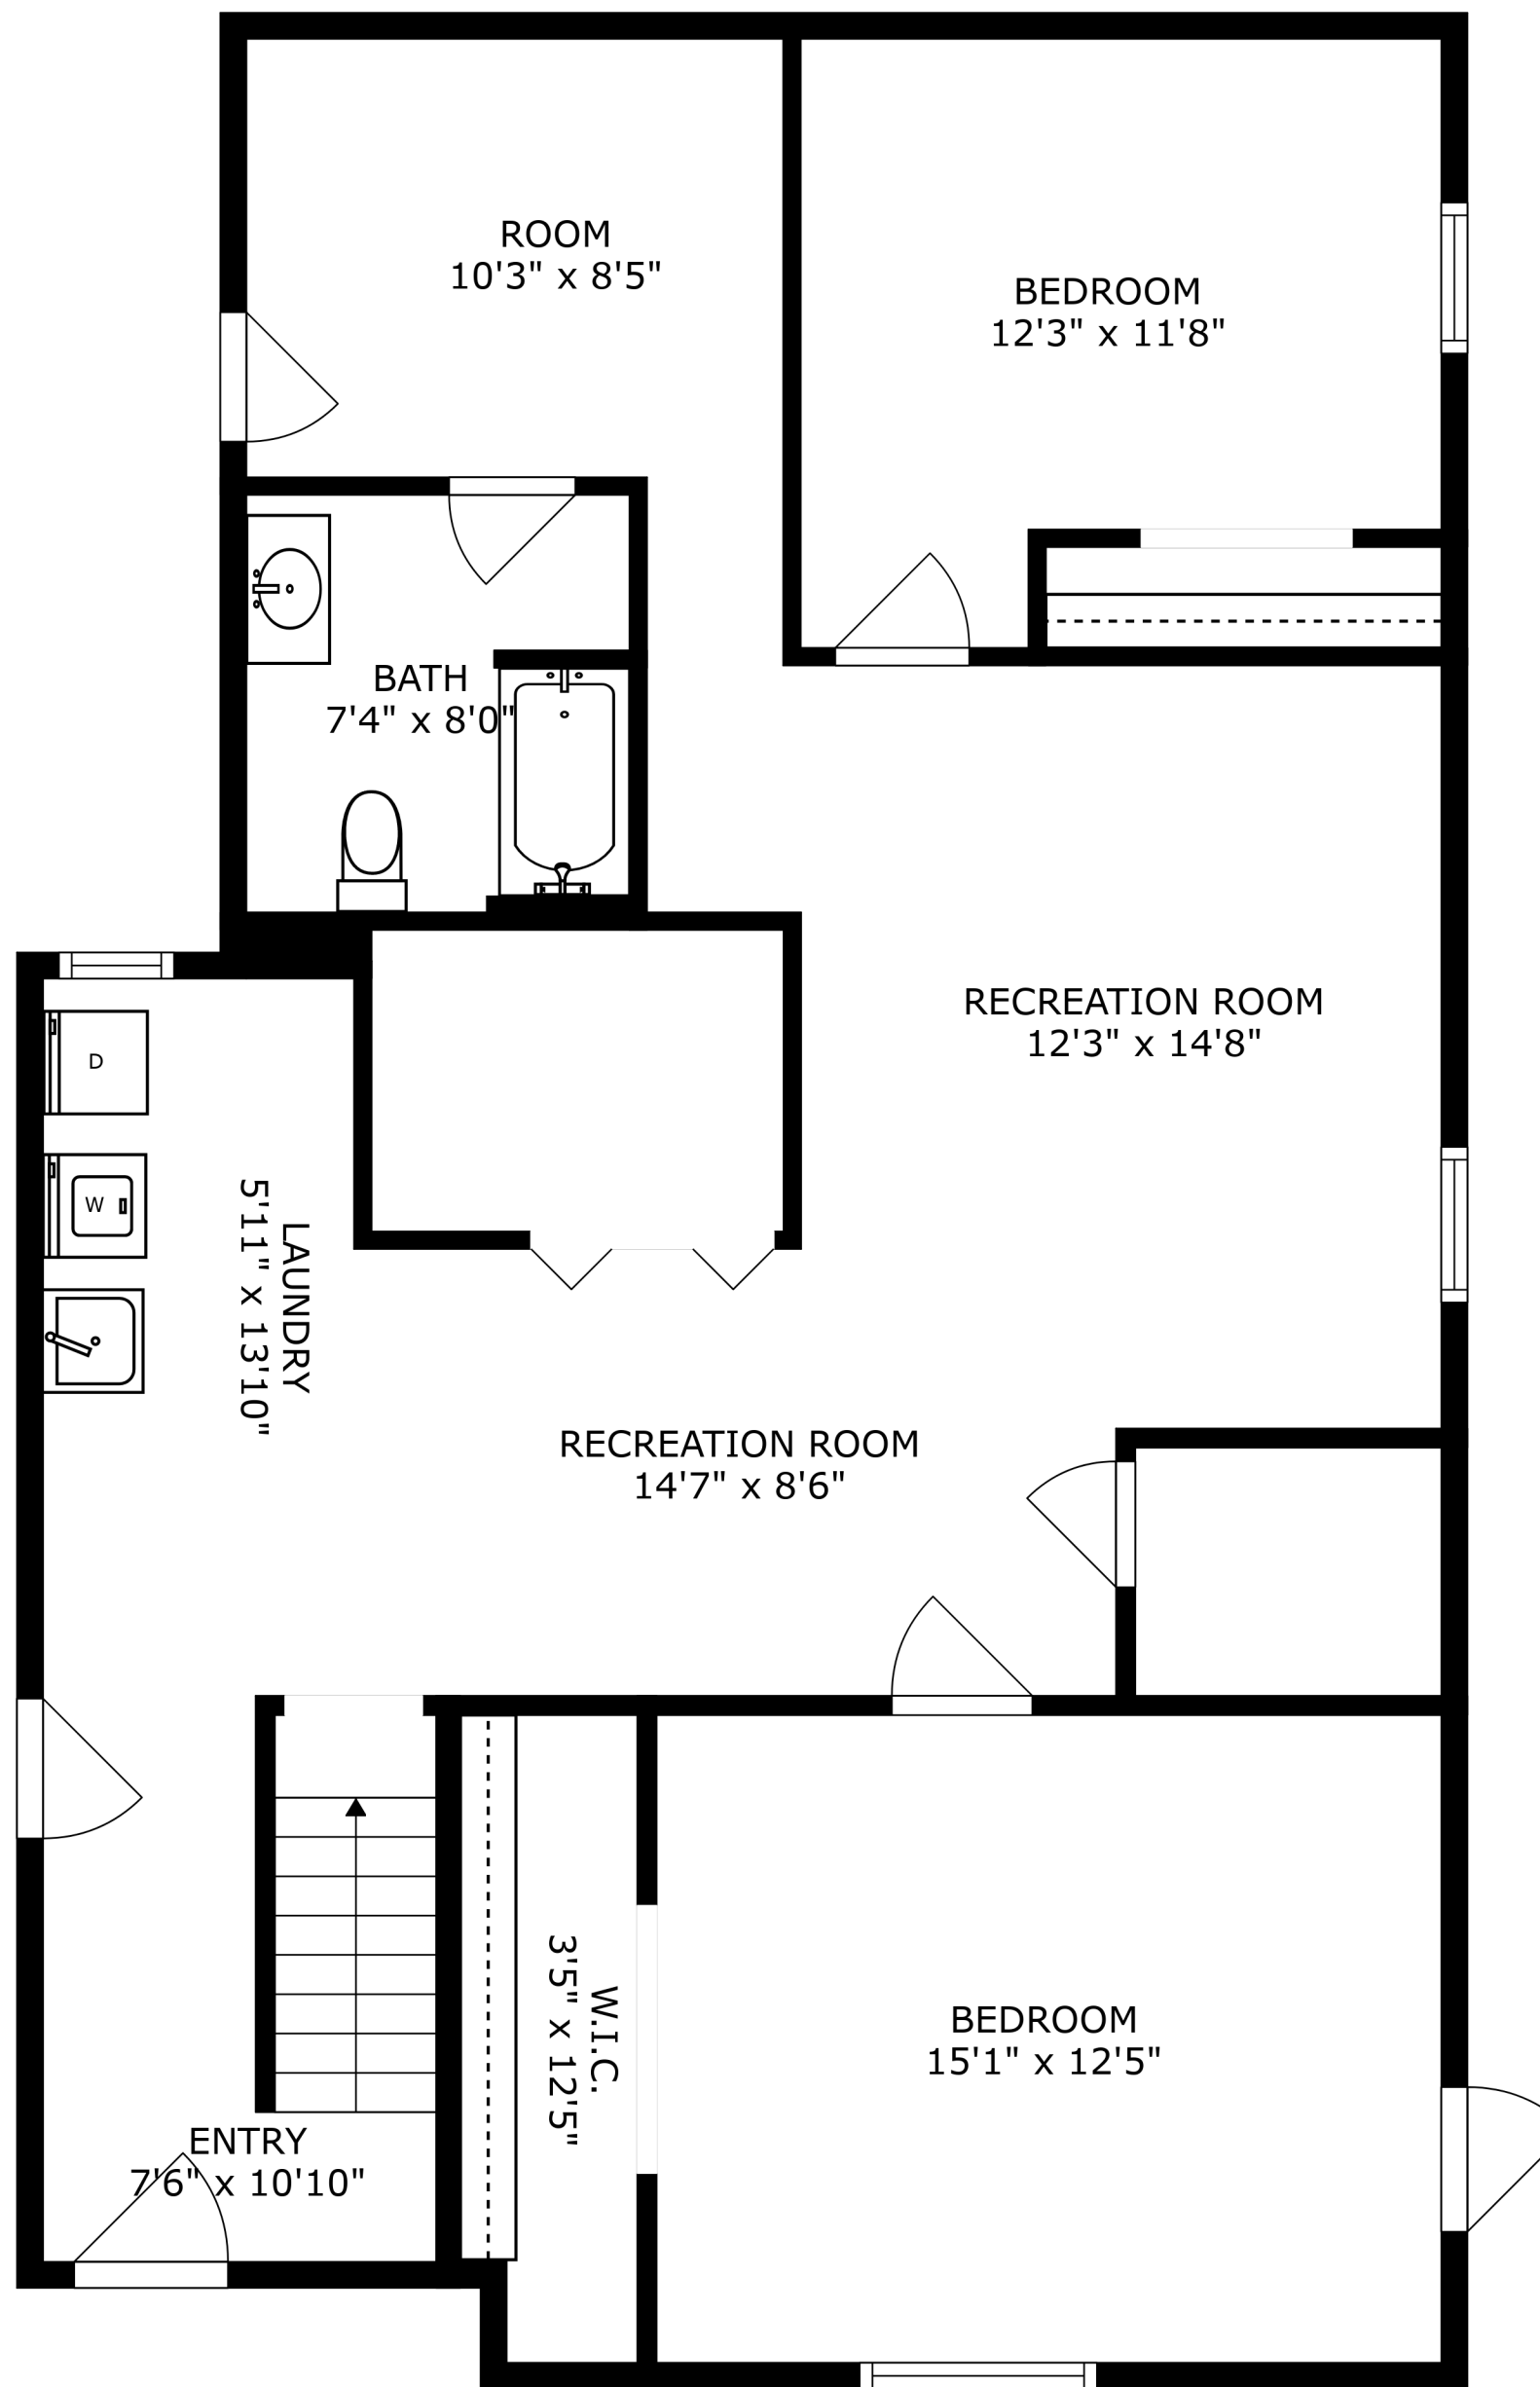 ROOM
10'3" x 8'5"
BEDROOM
12'3" x 11'8"
BATH
7'4" x 8'0"
RECREATION ROOM
12'3" x 14'8"
D
W
LAUNDRY
5'11" x 13'10"
RECREATION ROOM
14'7" x 8'6"
W.I.C.
3'5" x 12'5"
BEDROOM
15'1" x 12'5"
ENTRY
7'6" x 10'10"